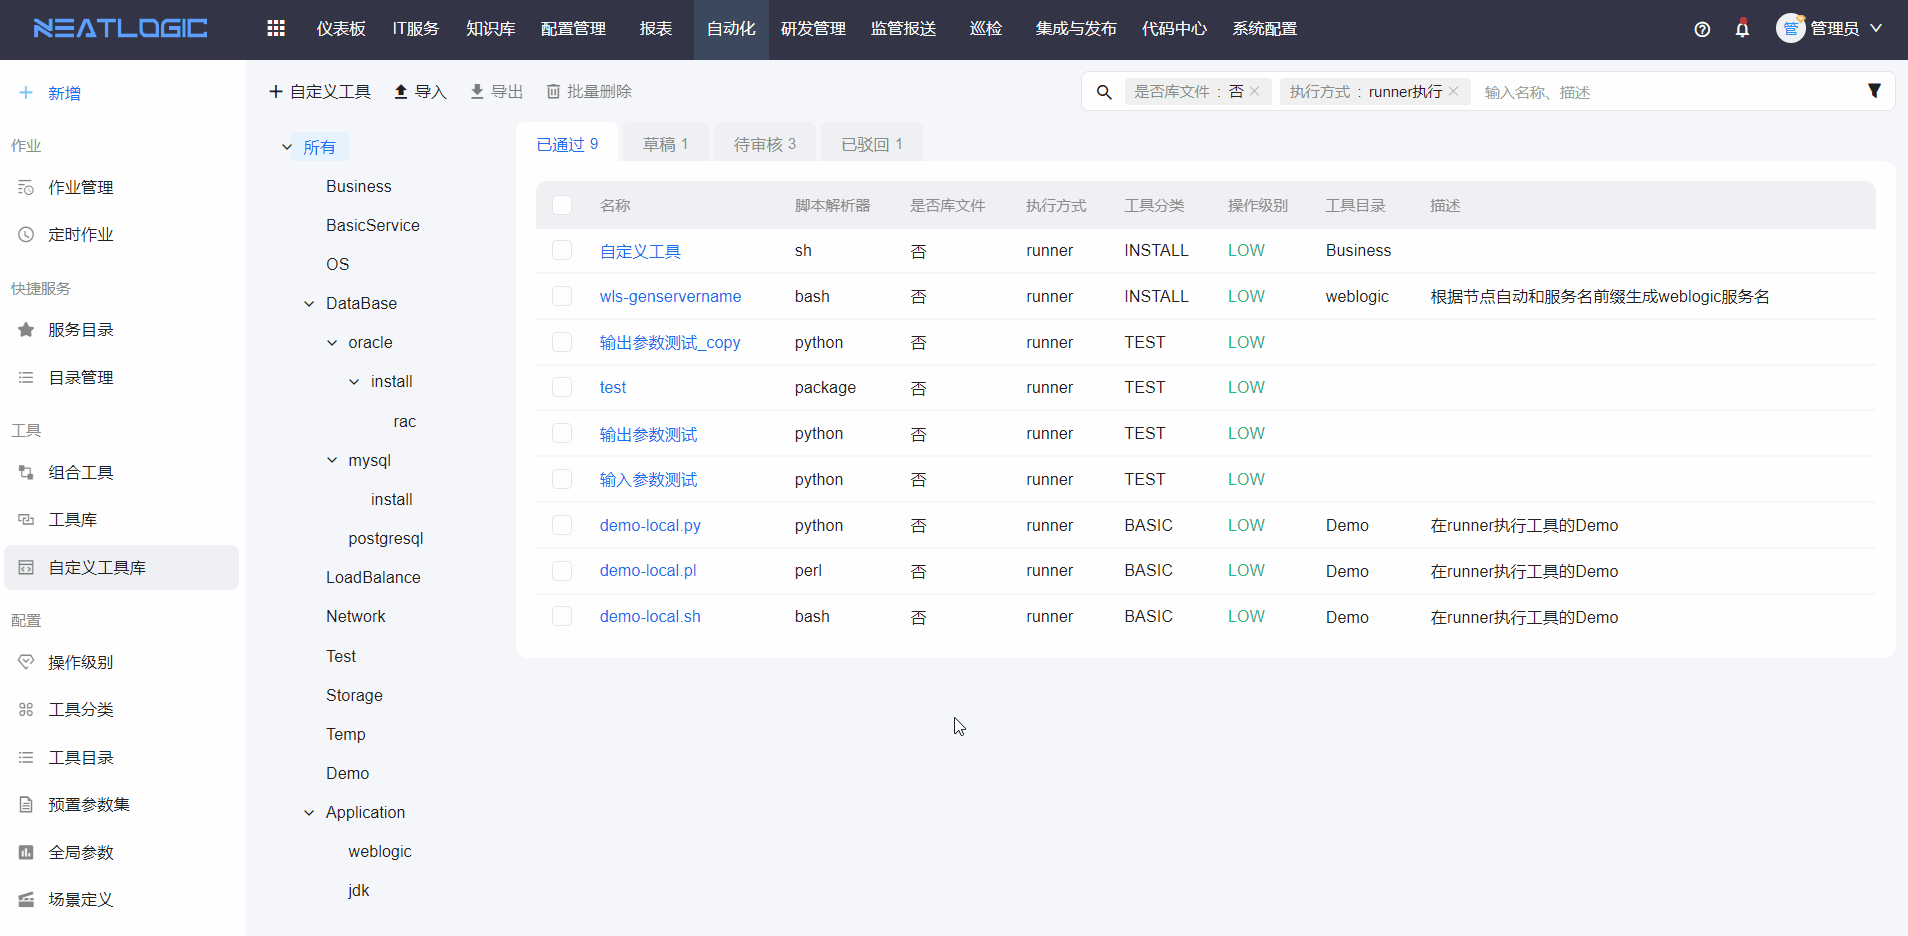 NEATLOGIC 仪表板 IT服务 知识库 配置管理 报表 自动化 研发管理 监管报送 巡检 集成与发布 代码中心 系统配置 管 管理员
新增
作业
作业管理
定时作业
快捷服务
服务目录
目录管理
工具
组合工具
工具库
自定义工具库
配置
操作级别
工具分类
工具目录
预置参数集
全局参数
场景定义
自定义工具 导入 导出 批量删除
是否库文件 : 否 执行方式 : runner执行 输入名称、描述
所有
Business
BasicService
OS
DataBase
oracle
install
rac
mysql
install
postgresql
LoadBalance
Network
Test
Storage
Temp
Demo
Application
weblogic
jdk
已通过 9 草稿 1 待审核 3 已驳回 1
名称 脚本解析器 是否库文件 执行方式 工具分类 操作级别 工具目录 描述
自定义工具 sh 否 runner INSTALL LOW Business
wls-genservername bash 否 runner INSTALL LOW weblogic 根据节点自动和服务名前缀生成weblogic服务名
输出参数测试_copy python 否 runner TEST LOW
test package 否 runner TEST LOW
输出参数测试 python 否 runner TEST LOW
输入参数测试 python 否 runner TEST LOW
demo-local.py python 否 runner BASIC LOW Demo 在runner执行工具的Demo
demo-local.pl perl 否 runner BASIC LOW Demo 在runner执行工具的Demo
demo-local.sh bash 否 runner BASIC LOW Demo 在runner执行工具的Demo